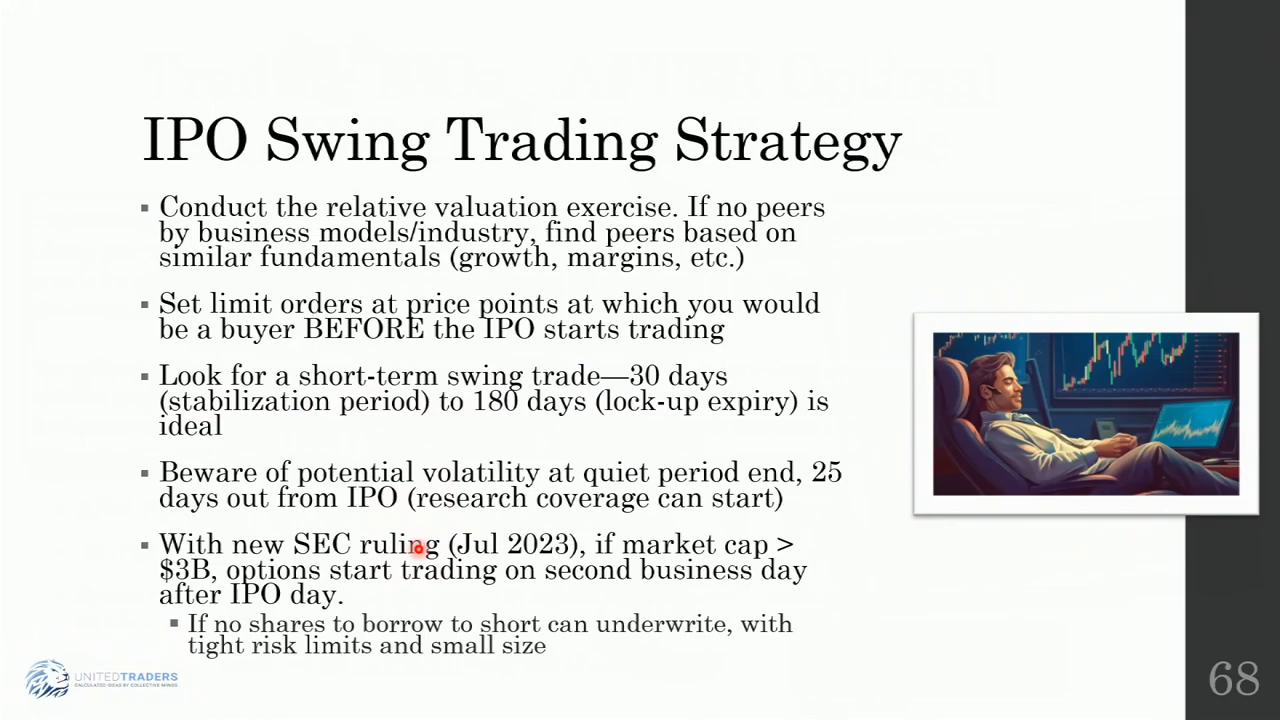 IPO Swing Trading Strategy
▪ Conduct the relative valuation exercise. If no peers
by business models/industry, find peers based on
similar fundamentals (growth, margins, etc.)
▪ Set limit orders at price points at which you would
be a buyer BEFORE the IPO starts trading
▪ Look for a short-term swing trade—30 days
(stabilization period) to 180 days (lock-up expiry) is
ideal
▪ Beware of potential volatility at quiet period end, 25
days out from IPO (research coverage can start)
▪ With new SEC ruling (Jul 2023), if market cap >
$3B, options start trading on second business day
after IPO day.
▪ If no shares to borrow to short can underwrite, with
tight risk limits and small size
UNITEDTRADERS
CALCULATED IDEAS BY COLLECTIVE MINDS
68